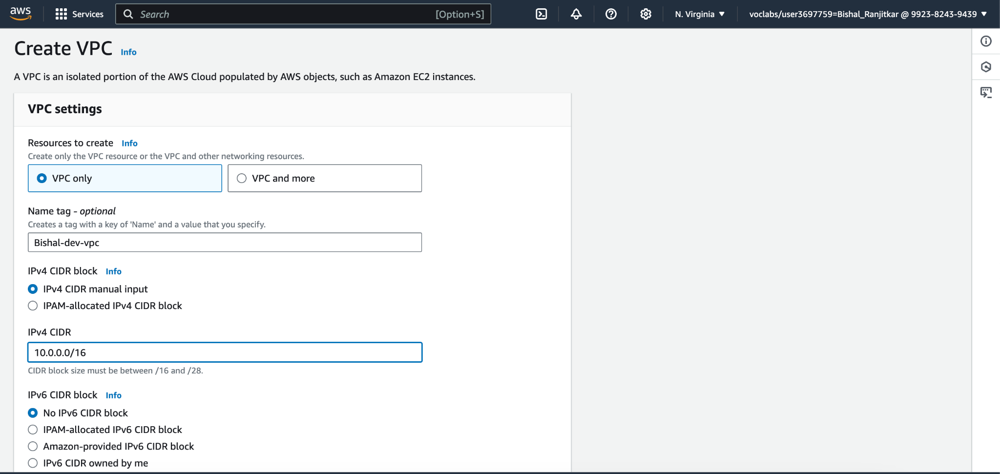 aws
Services
Search
[Option+S]
N. Virginia
voclabs/user3697759=Bishal_Ranjitkar @ 9923-8243-9439
Create VPC Info
A VPC is an isolated portion of the AWS Cloud populated by AWS objects, such as Amazon EC2 instances.
VPC settings
Resources to create Info
Create only the VPC resource or the VPC and other networking resources.
VPC only
VPC and more
Name tag - optional
Creates a tag with a key of 'Name' and a value that you specify.
Bishal-dev-vpc
IPv4 CIDR block Info
IPv4 CIDR manual input
IPAM-allocated IPv4 CIDR block
IPv4 CIDR
10.0.0.0/16
CIDR block size must be between /16 and /28.
IPv6 CIDR block Info
No IPv6 CIDR block
IPAM-allocated IPv6 CIDR block
Amazon-provided IPv6 CIDR block
IPv6 CIDR owned by me